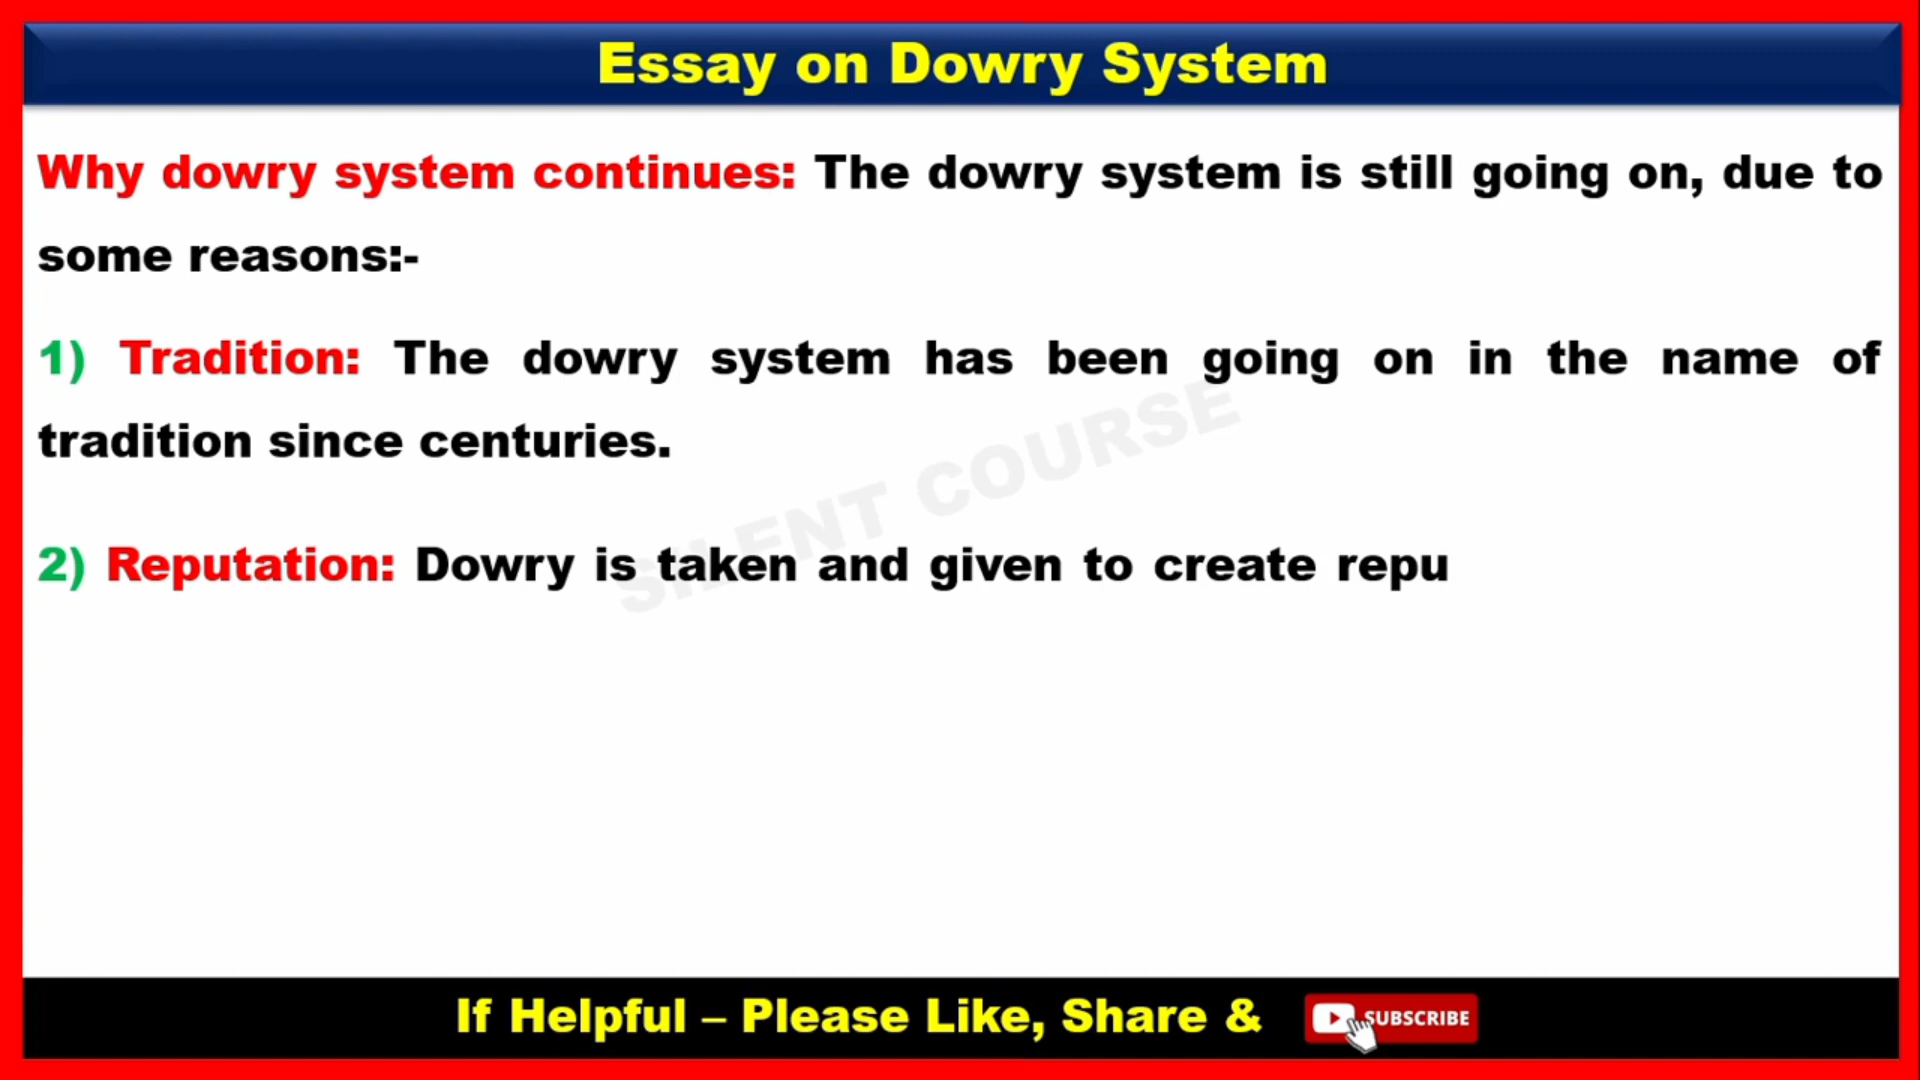 Essay on Dowry System
Why dowry system continues: The dowry system is still going on, due to
some reasons:-
1) Tradition: The dowry system has been going on in the name of
tradition since centuries.
SILENT COURSE
2) Reputation: Dowry is taken and given to create repu
If Helpful – Please Like, Share &
SUBSCRIBE